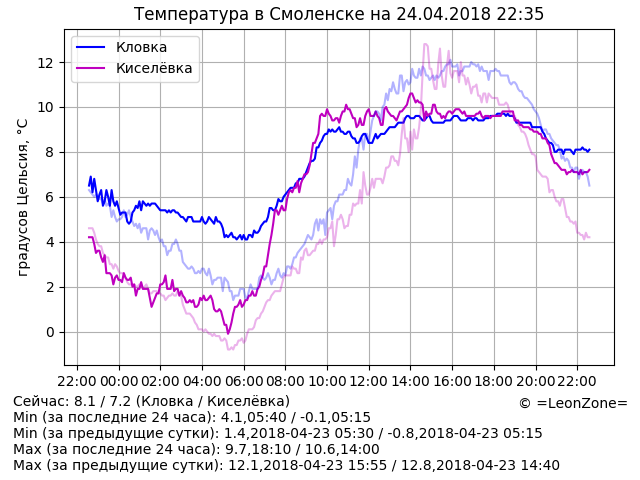 Температура в Смоленске на 24.04.2018 22:35
Кловка
Киселёвка
градусов Цельсия, °C
12
10
8
6
4
2
0
22:00 00:00 02:00 04:00 06:00 08:00 10:00 12:00 14:00 16:00 18:00 20:00 22:00
Сейчас: 8.1 / 7.2 (Кловка / Киселёвка)
© =LeonZone=
Min (за последние 24 часа): 4.1,05:40 / -0.1,05:15
Min (за предыдущие сутки): 1.4,2018-04-23 05:30 / -0.8,2018-04-23 05:15
Max (за последние 24 часа): 9.7,18:10 / 10.6,14:00
Max (за предыдущие сутки): 12.1,2018-04-23 15:55 / 12.8,2018-04-23 14:40